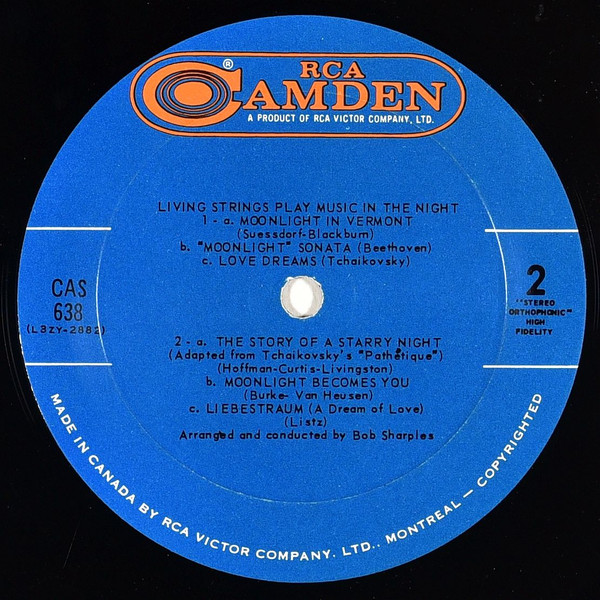 ®
RCA
CAMDEN
A PRODUCT OF RCA VICTOR COMPANY, LTD.
LIVING STRINGS PLAY MUSIC IN THE NIGHT
1 - a. MOONLIGHT IN VERMONT
(Suessdorf-Blackburn)
b. "MOONLIGHT" SONATA (Beethoven)
c. LOVE DREAMS (Tchaikovsky)
CAS
638
(L3ZY-2882)
2
"STEREO
ORTHOPHONIC"
HIGH
FIDELITY
2 - a. THE STORY OF A STARRY NIGHT
(Adapted from Tchaikovsky's "Pathétique")
(Hoffman-Curtis-Livingston)
b. MOONLIGHT BECOMES YOU
(Burke- Van Heusen)
c. LIEBESTRAUM (A Dream of Love)
(Listz)
Arranged and conducted by Bob Sharples
MADE IN CANADA BY RCA VICTOR COMPANY, LTD., MONTREAL — COPYRIGHTED